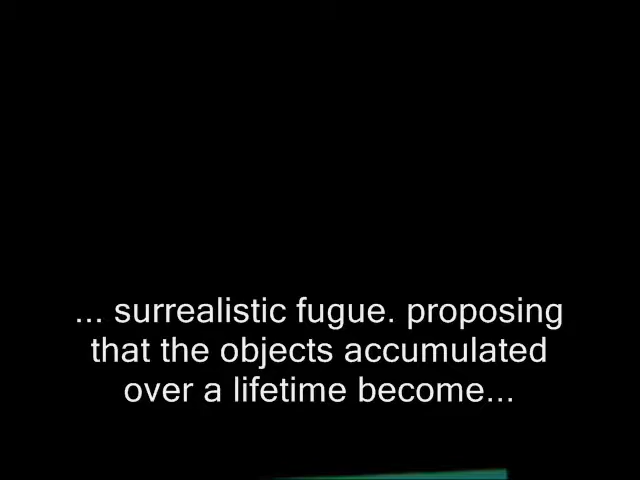 ... surrealistic fugue. proposing
that the objects accumulated
over a lifetime become...